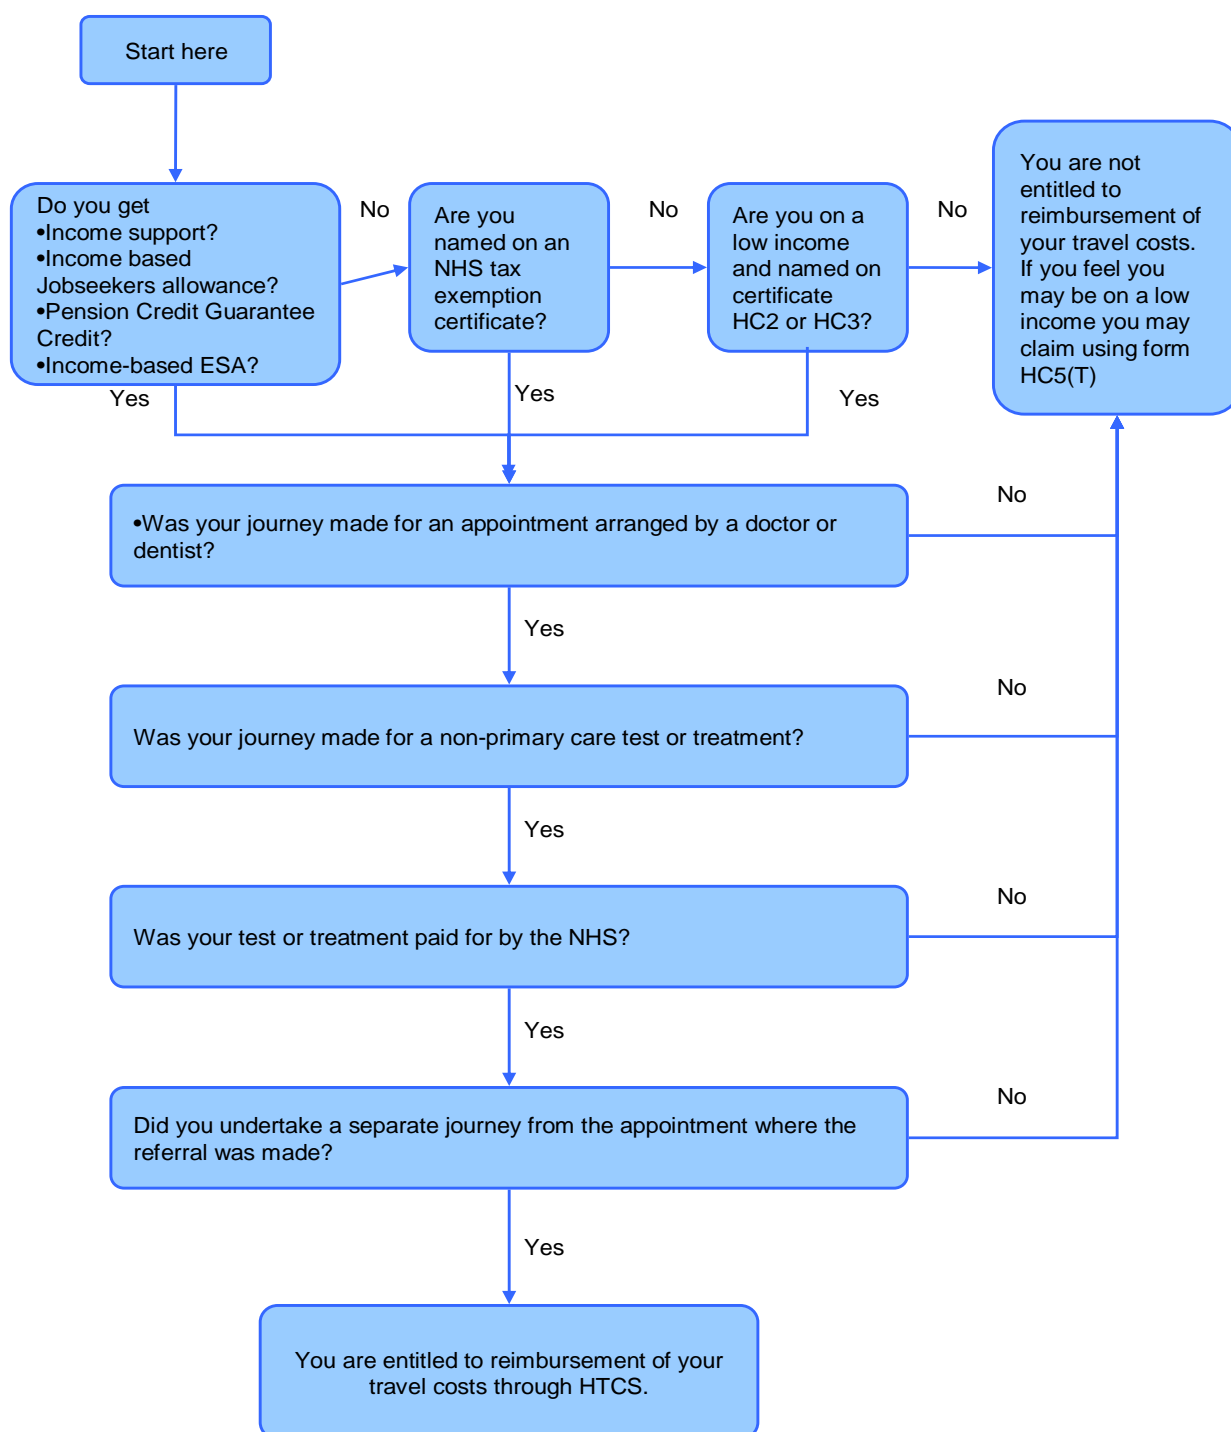 Start here
Do you get
•Income support?
•Income based
Jobseekers allowance?
•Pension Credit Guarantee
Credit?
•Income-based ESA?
No
Are you
named on an
NHS tax
exemption
certificate?
No
Are you on a
low income
and named on
certificate
HC2 or HC3?
No
You are not
entitled to
reimbursement of
your travel costs.
If you feel you
may be on a low
income you may
claim using form
HC5(T)
Yes
Yes
Yes
•Was your journey made for an appointment arranged by a doctor or
dentist?
No
Yes
Was your journey made for a non-primary care test or treatment?
No
Yes
Was your test or treatment paid for by the NHS?
No
Yes
Did you undertake a separate journey from the appointment where the
referral was made?
No
Yes
You are entitled to reimbursement of your
travel costs through HTCS.